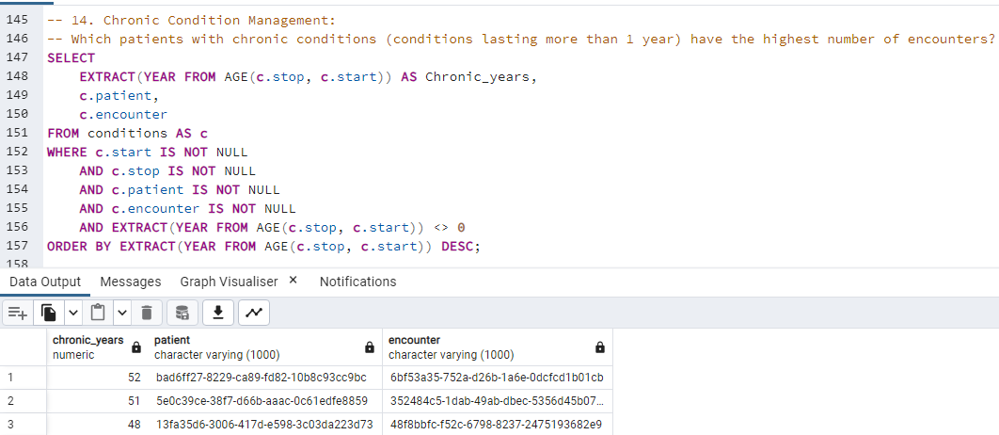 145 -- 14. Chronic Condition Management:
146 -- Which patients with chronic conditions (conditions lasting more than 1 year) have the highest number of encounters?
147 SELECT
148 EXTRACT(YEAR FROM AGE(c.stop, c.start)) AS Chronic_years,
149 c.patient,
150 c.encounter
151 FROM conditions AS c
152 WHERE c.start IS NOT NULL
153 AND c.stop IS NOT NULL
154 AND c.patient IS NOT NULL
155 AND c.encounter IS NOT NULL
156 AND EXTRACT(YEAR FROM AGE(c.stop, c.start)) <> 0
157 ORDER BY EXTRACT(YEAR FROM AGE(c.stop, c.start)) DESC;
158
Data Output Messages Graph Visualiser × Notifications
chronic_years patient encounter
numeric character varying (1000) character varying (1000)
1 52 bad6ff27-8229-ca89-fd82-10b8c93cc9bc 6bf53a35-752a-d26b-1a6e-0dcfcd1b01cb
2 51 5e0c39ce-38f7-d66b-aaac-0c61edfe8859 352484c5-1dab-49ab-dbec-5356d45b07...
3 48 13fa35d6-3006-417d-e598-3c03da223d73 48f8bbfc-f52c-6798-8237-2475193682e9